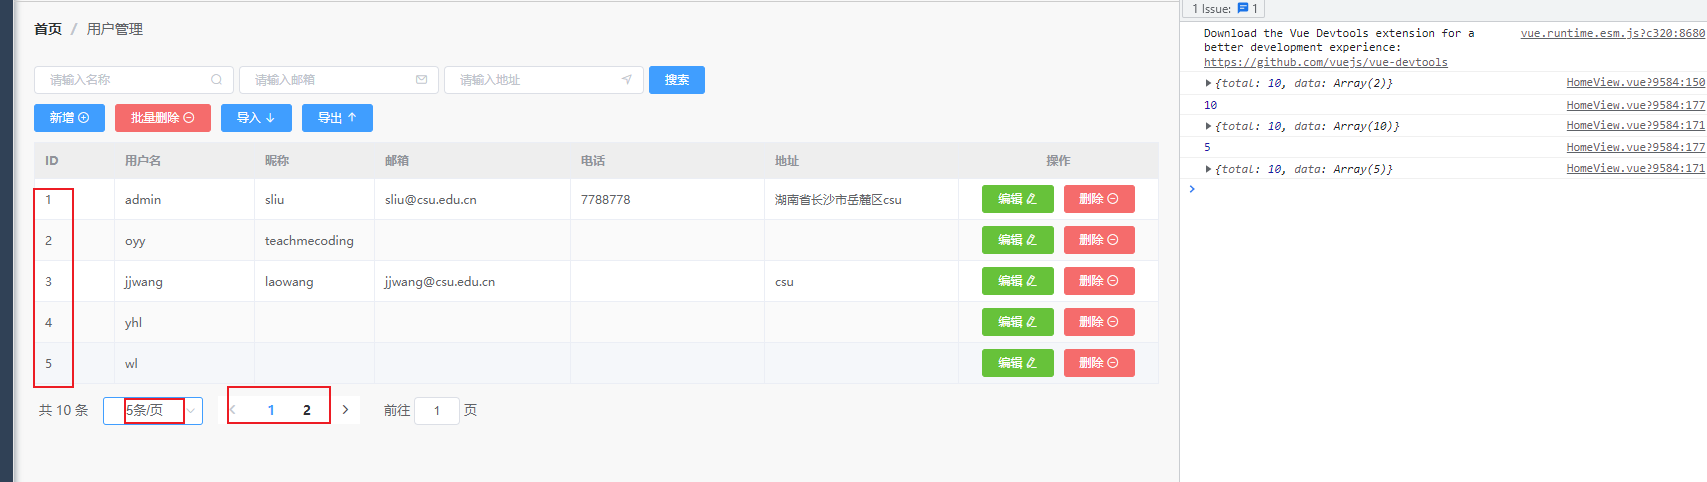 首页 / 用户管理
请输入名称 请输入邮箱 请输入地址 搜索
新增 批量删除 导入 导出
ID 用户名 昵称 邮箱 电话 地址 操作
1 admin sliu sliu@csu.edu.cn 7788778 湖南省长沙市岳麓区csu 编辑 删除
2 oyy teachmecoding 编辑 删除
3 jjwang laowang jjwang@csu.edu.cn csu 编辑 删除
4 yhl 编辑 删除
5 wl 编辑 删除
共 10 条 5条/页 1 2 前往 1 页
1 Issue: 1
Download the Vue Devtools extension for a vue.runtime.esm.js?c320:8680
better development experience:
https://github.com/vuejs/vue-devtools
{total: 10, data: Array(2)} HomeView.vue?9584:150
10 HomeView.vue?9584:177
{total: 10, data: Array(10)} HomeView.vue?9584:171
5 HomeView.vue?9584:177
{total: 10, data: Array(5)} HomeView.vue?9584:171